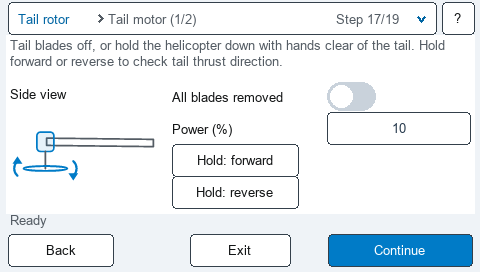 Tail rotor > Tail motor (1/2) Step 17/19 ?
Tail blades off, or hold the helicopter down with hands clear of the tail. Hold
forward or reverse to check tail thrust direction.
Side view
All blades removed
Power (%) 10
Hold: forward
Hold: reverse
Ready
Back Exit Continue